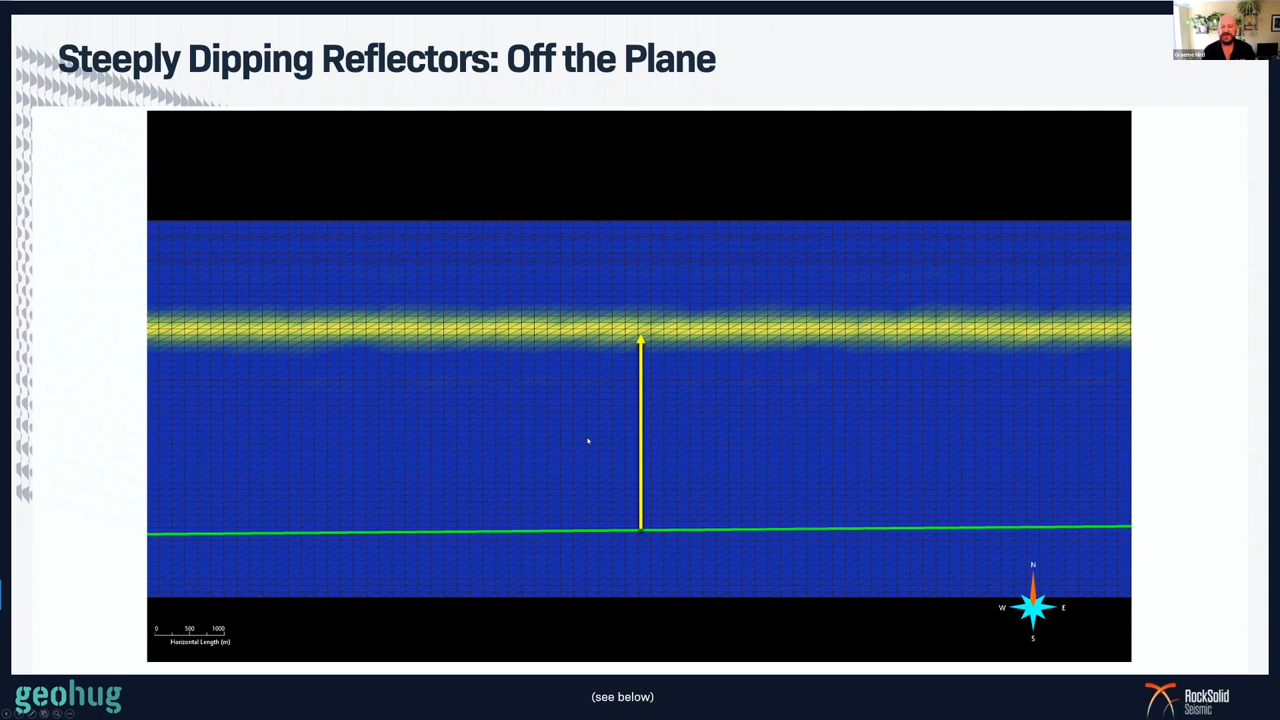 Steeply Dipping Reflectors: Off the Plane
N
W E
S
0 500 1000
Horizontal Length (m)
geohug
(see below)
RockSolid
Seismic